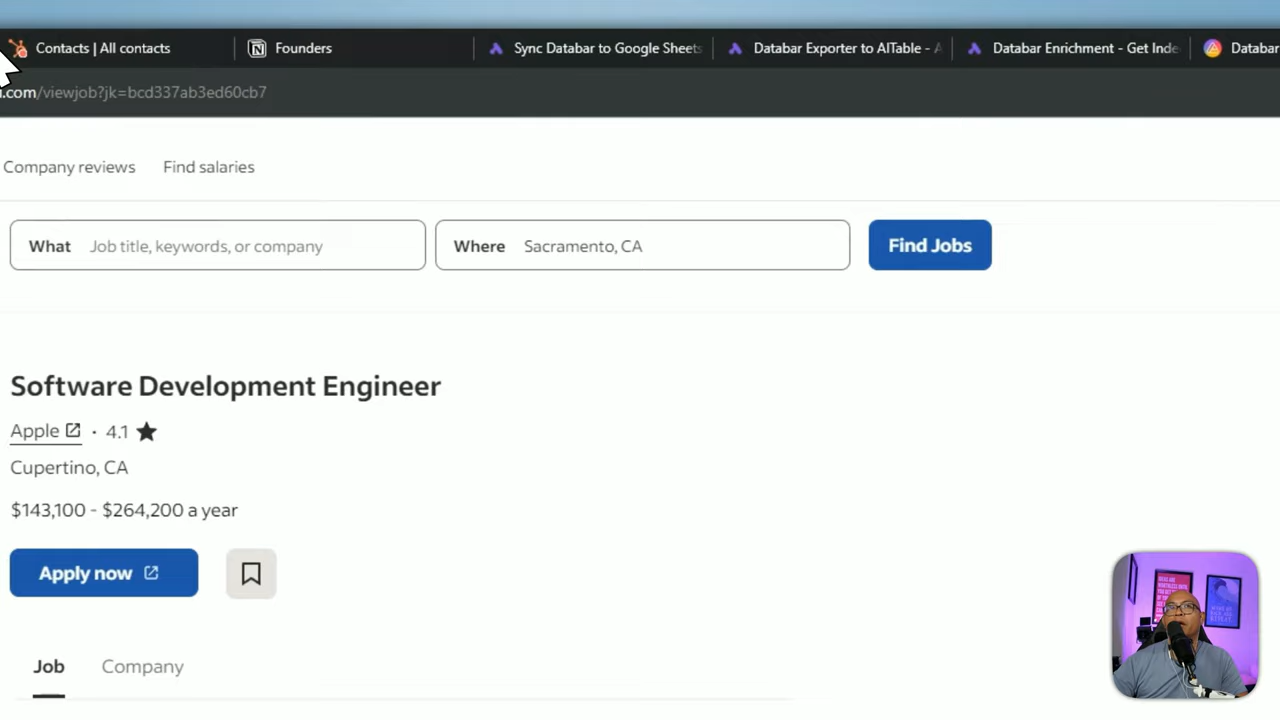 Contacts | All contacts
Founders
Sync Databar to Google Sheets
Databar Exporter to AITable - A
Databar Enrichment - Get Inde
Databar
.com/viewjob?jk=bcd337ab3ed60cb7
Company reviews
Find salaries
What Job title, keywords, or company
Where Sacramento, CA
Find Jobs
Software Development Engineer
Apple · 4.1
Cupertino, CA
$143,100 - $264,200 a year
Apply now
Job
Company